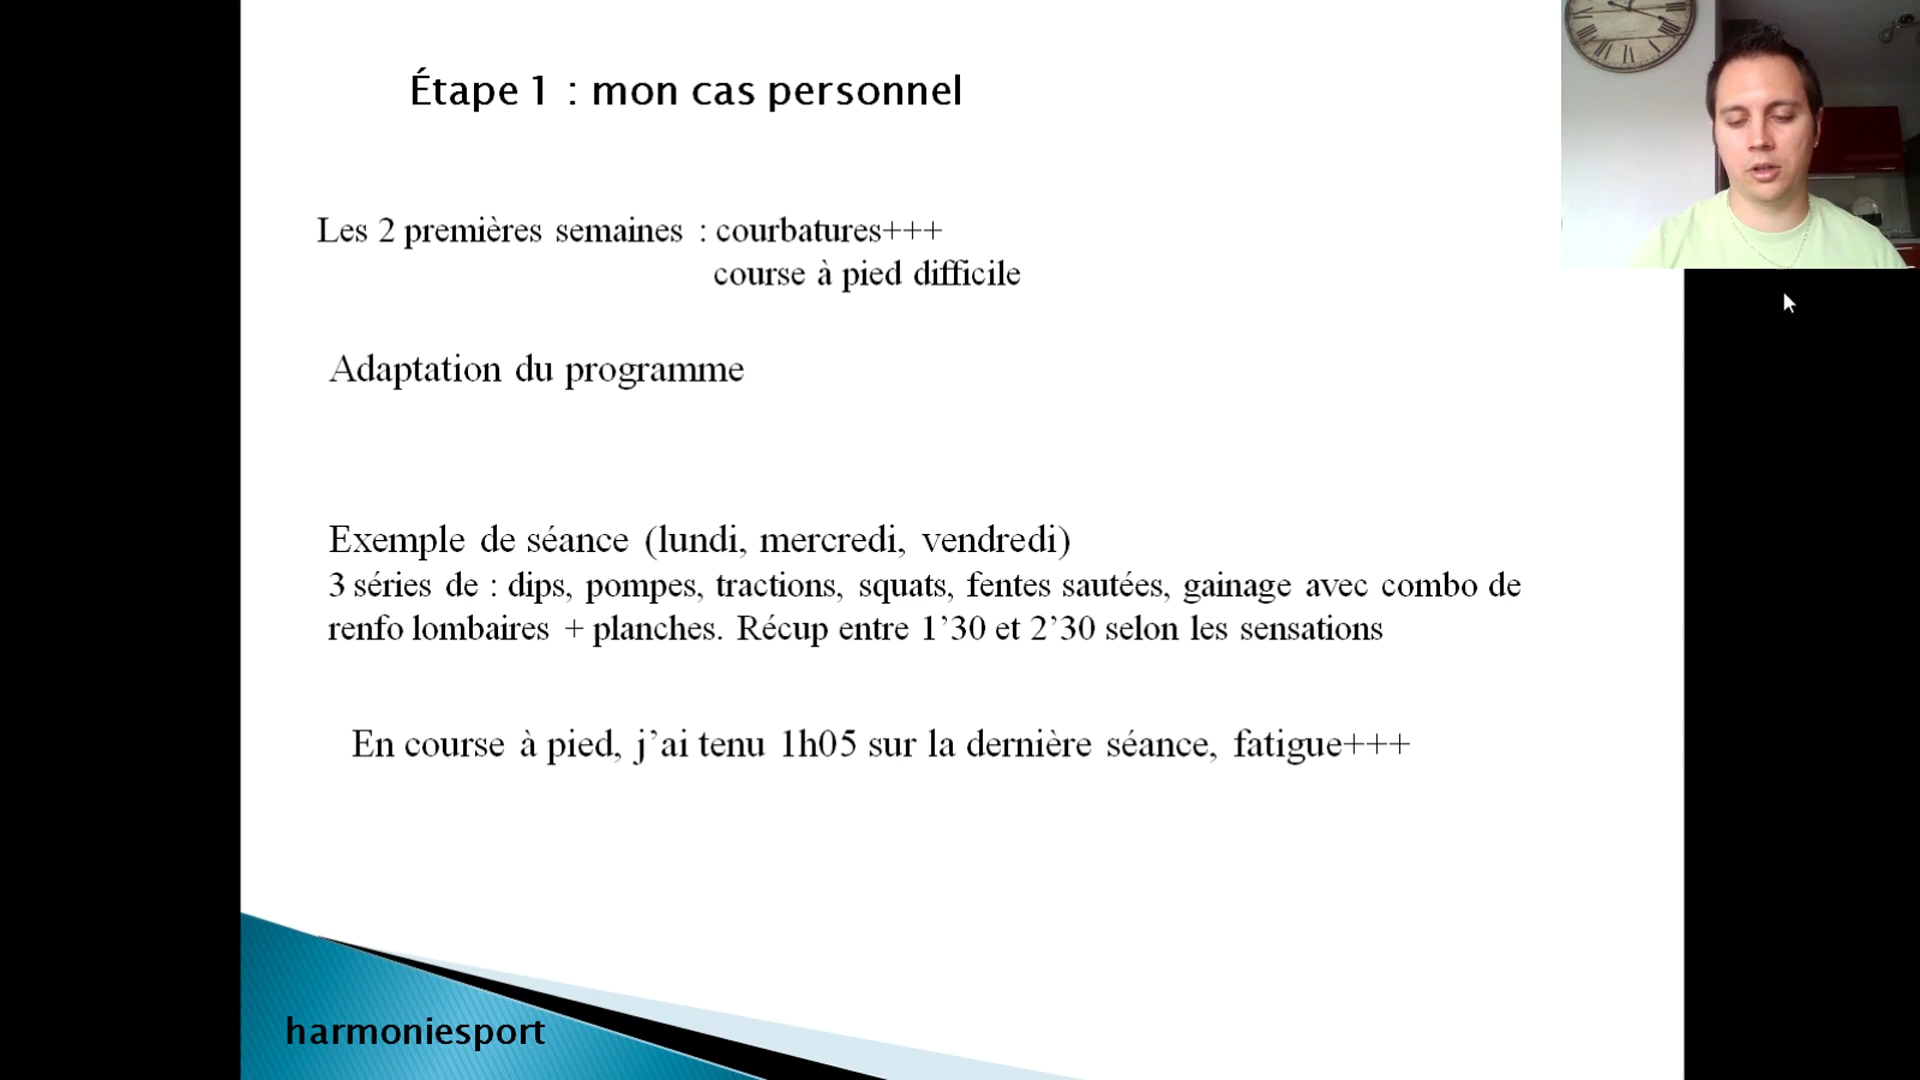 Étape 1 : mon cas personnel
Les 2 premières semaines : courbatures+++
course à pied difficile
Adaptation du programme
Exemple de séance (lundi, mercredi, vendredi)
3 séries de : dips, pompes, tractions, squats, fentes sautées, gainage avec combo de
renfo lombaires + planches. Récup entre 1’30 et 2’30 selon les sensations
En course à pied, j’ai tenu 1h05 sur la dernière séance, fatigue+++
harmoniesport